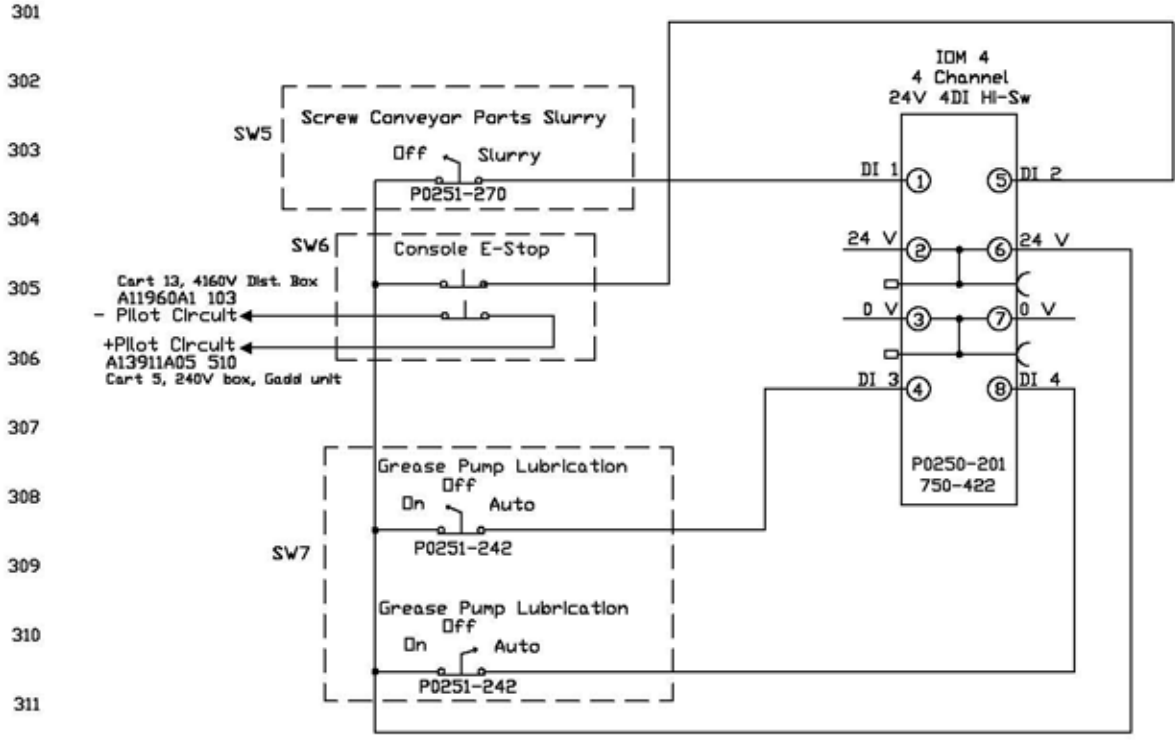 301
302
303
304
305
306
307
308
309
310
311
SW5
Screw Conveyar Parts Slurry
Off Slurry
P0251-270
SW6
Console E-Stop
Cart 13, 4160V Dist. Box
A11960A1 103
- Pilot Circuit
+Pilot Circuit
A13911A05 510
Cart 5, 240V box, Gadd unit
SW7
Grease Pump Lubrication
Off
On Auto
P0251-242
Grease Pump Lubrication
Off
On Auto
P0251-242
IOM 4
4 Channel
24V 4DI Hi-Sw
DI 1 1 5 DI 2
24 V 2 6 24 V
0 V 3 7 0 V
DI 3 4 8 DI 4
P0250-201
750-422